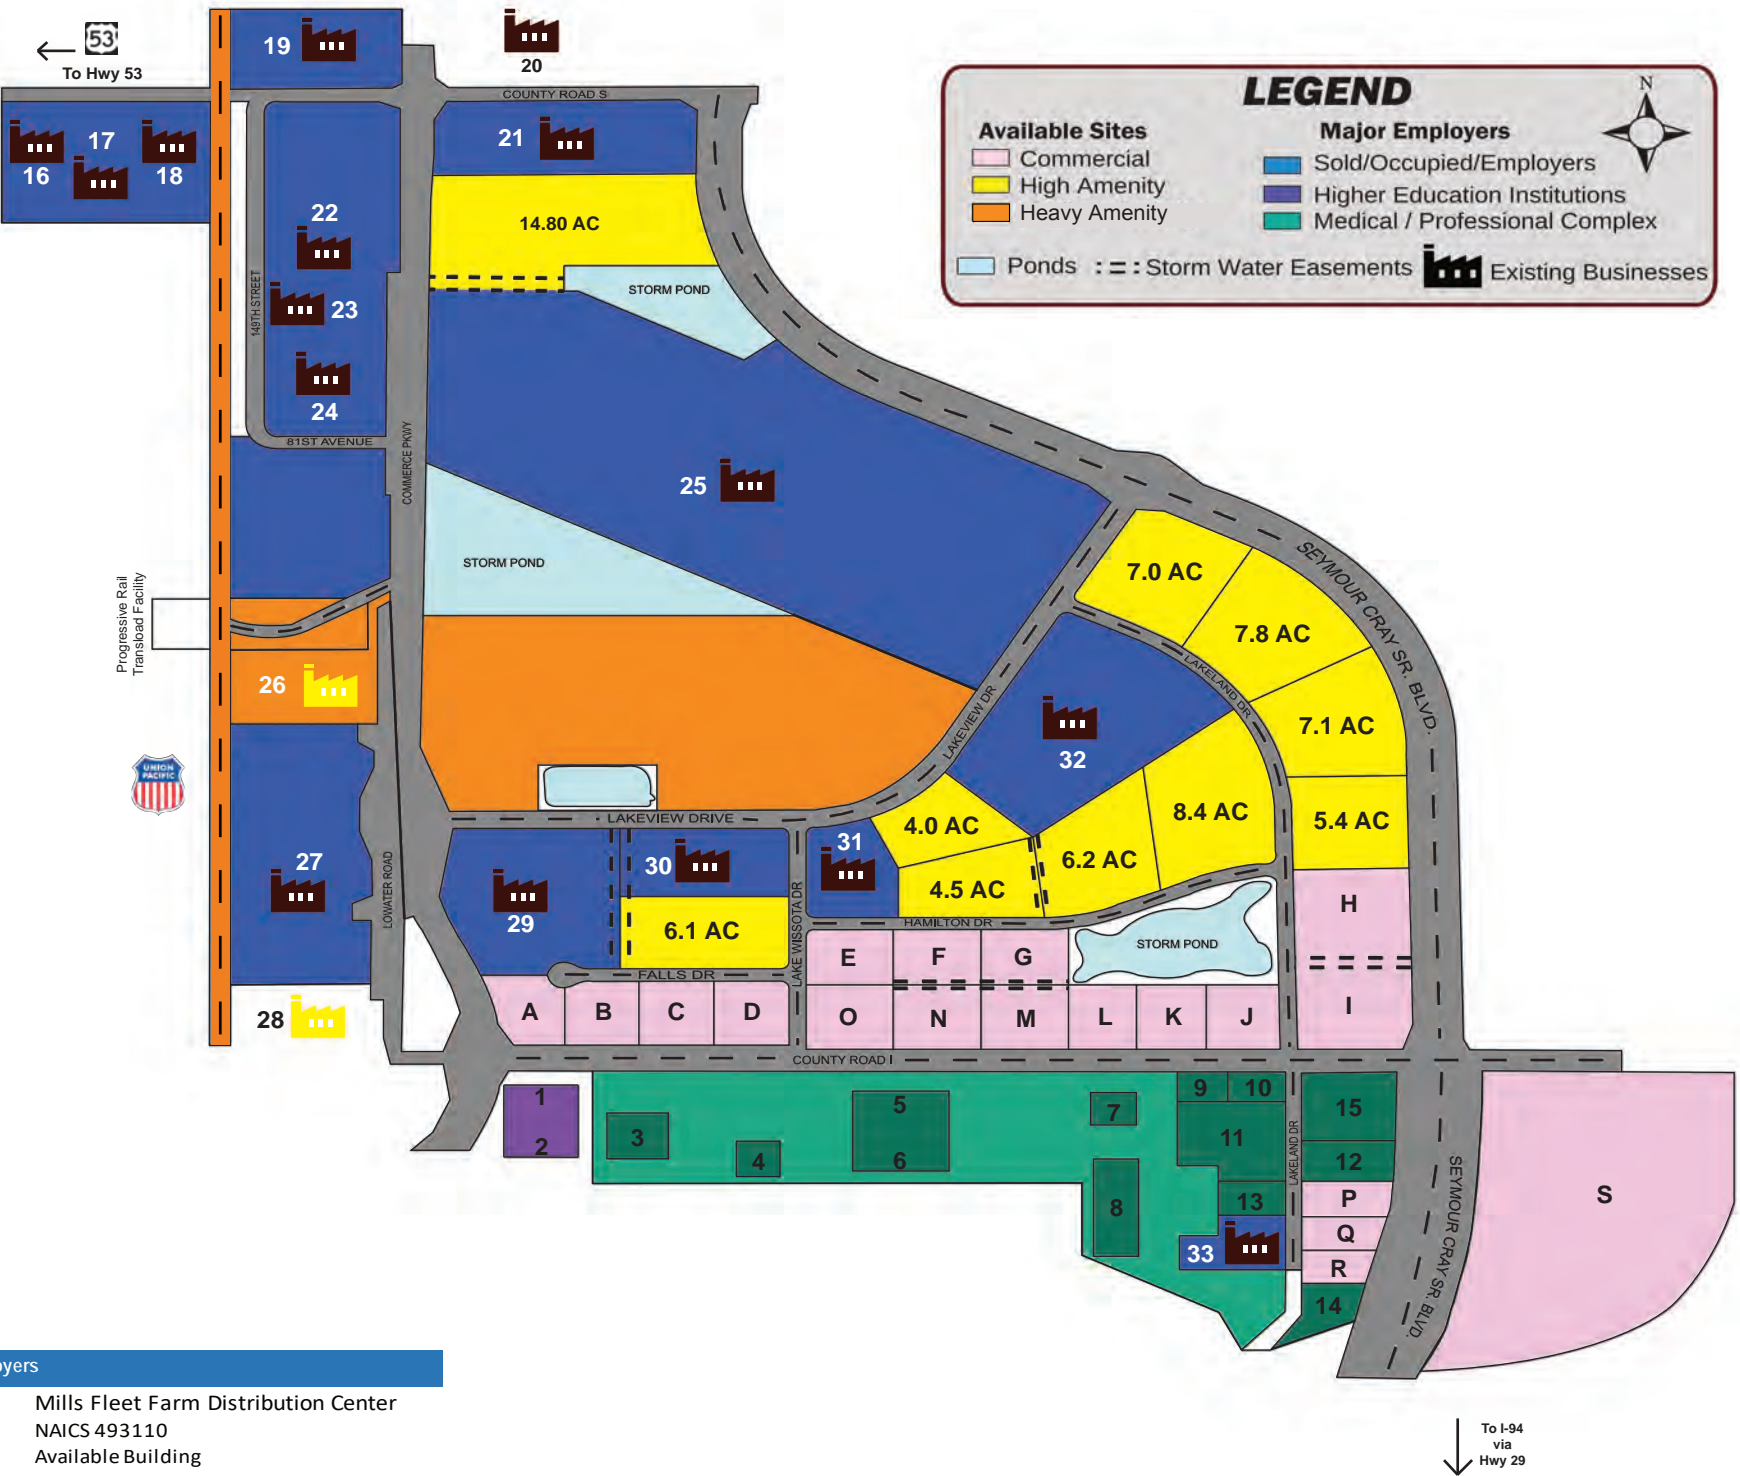 53
To Hwy 53
19
20
LEGEND
N
Available Sites
Commercial
High Amenity
Heavy Amenity
Major Employers
Sold/Occupied/Employers
Higher Education Institutions
Medical / Professional Complex
Ponds
Storm Water Easements
Existing Businesses
COUNTY ROAD S
16
17
18
21
22
14.80 AC
STORM POND
149TH STREET
23
24
81ST AVENUE
COMMERCE PKWY
25
STORM POND
SEYMOUR CRAY SR. BLVD.
7.0 AC
7.8 AC
7.1 AC
5.4 AC
LAKELAND DR
Progressive Rail
Transload Facility
26
LAKEVIEW DR
32
UNION
PACIFIC
4.0 AC
8.4 AC
6.2 AC
4.5 AC
LAKEVIEW DRIVE
27
LOWATER ROAD
29
30
31
6.1 AC
LAKE WISSOTA DR
HAMILTON DR
FALLS DR
STORM POND
H
I
E
F
G
28
A
B
C
D
O
N
M
L
K
J
COUNTY ROAD I
1
2
3
4
5
6
7
8
9
10
11
13
33
LAKELAND DR
15
12
P
Q
R
14
SEYMOUR CRAY SR. BLVD.
S
yers
Mills Fleet Farm Distribution Center
NAICS 493110
Available Building
To I-94
via
Hwy 29